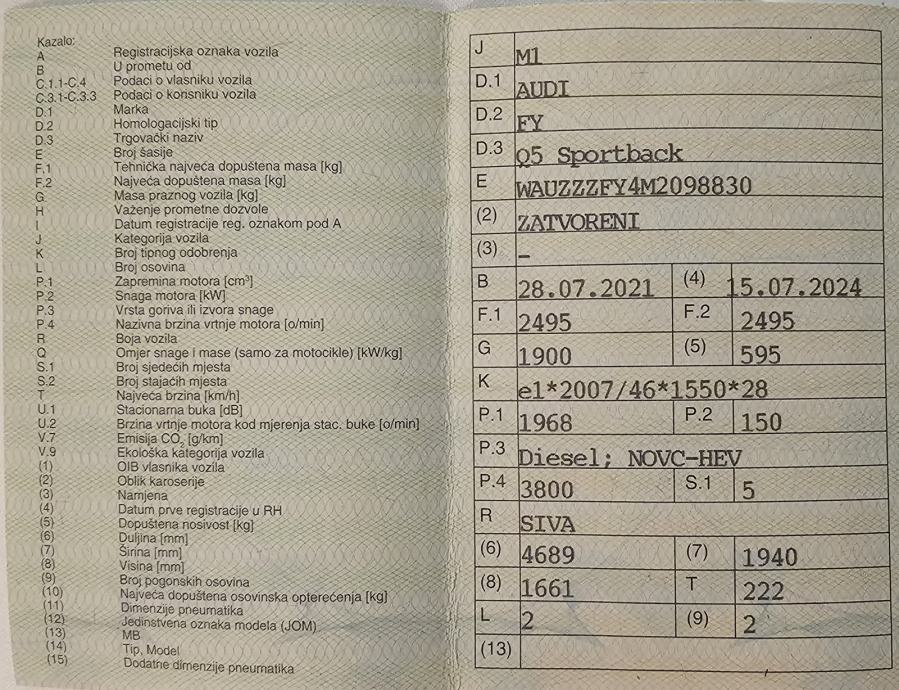 Kazalo:
A Registracijska oznaka vozila
B U prometu od
C.1.1-C.4 Podaci o vlasniku vozila
C.3.1-C.3.3 Podaci o korisniku vozila
D.1 Marka
D.2 Homologacijski tip
D.3 Trgovački naziv
E Broj šasije
F.1 Tehnička najveća dopuštena masa [kg]
F.2 Najveća dopuštena masa [kg]
G Masa praznog vozila [kg]
H Važenje prometne dozvole
I Datum registracije reg. oznakom pod A
J Kategorija vozila
K Broj tipnog odobrenja
L Broj osovina
P.1 Zapremina motora [cm³]
P.2 Snaga motora [kW]
P.3 Vrsta goriva ili izvora snage
P.4 Nazivna brzina vrtnje motora [o/min]
R Boja vozila
Q Omjer snage i mase (samo za motocikle) [kW/kg]
S.1 Broj sjedećih mjesta
S.2 Broj stajaćih mjesta
T Najveća brzina [km/h]
U.1 Stacionarna buka [dB]
U.2 Brzina vrtnje motora kod mjerenja stac. buke [o/min]
V.7 Emisija CO₂ [g/km]
V.9 Ekološka kategorija vozila
(1) OIB vlasnika vozila
(2) Oblik karoserije
(3) Namjena
(4) Datum prve registracije u RH
(5) Dopuštena nosivost [kg]
(6) Duljina [mm]
(7) Širina [mm]
(8) Visina [mm]
(9) Broj pogonskih osovina
(10) Najveća dopuštena osovinska opterećenja [kg]
(11) Dimenzije pneumatika
(12) Jedinstvena oznaka modela (JOM)
(13) MB
(14) Tip, Model
(15) Dodatne dimenzije pneumatika
J M1
D.1 AUDI
D.2 FY
D.3 Q5 Sportback
E WAUZZZFY4M2098830
(2) ZATVORENI
(3) –
B 28.07.2021 (4) 15.07.2024
F.1 2495 F.2 2495
G 1900 (5) 595
K e1*2007/46*1550*28
P.1 1968 P.2 150
P.3 Diesel; NOVC-HEV
P.4 3800 S.1 5
R SIVA
(6) 4689 (7) 1940
(8) 1661 T 222
L 2 (9) 2
(13)